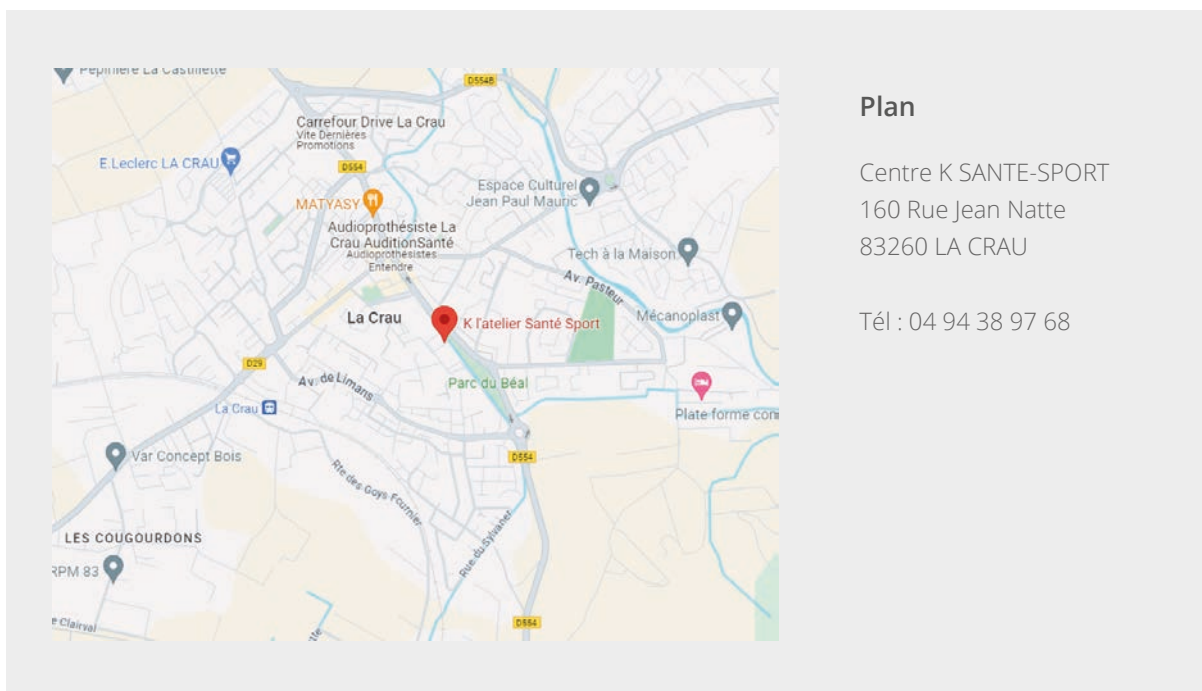 Pépinière La Castillette
D554B
Carrefour Drive La Crau
Vite Dernières
Promotions
E.Leclerc LA CRAU
D554
Espace Culturel
Jean Paul Mauric
MATYASY
Audioprothésiste La
Crau AuditionSanté
Audioprothésistes
Entendre
Tech à la Maison
Av. Pasteur
La Crau
K l'atelier Santé Sport
Mécanoplast
D29
Av. de Limans
Parc du Béal
La Crau
Plate forme com
Var Concept Bois
D554
Rte des Goys Fournier
LES COUGOURDONS
Rue du Sylvaner
RPM 83
e Clairval
D554
Plan
Centre K SANTE-SPORT
160 Rue Jean Natte
83260 LA CRAU
Tél : 04 94 38 97 68